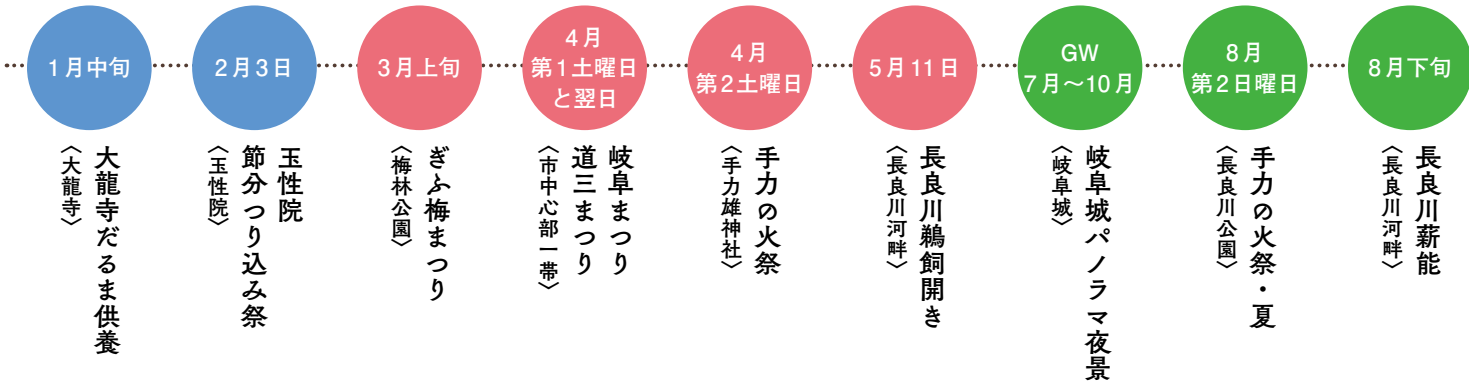 1月中旬
大龍寺だるま供養
〈大龍寺〉
2月3日
玉性院
節分つり込み祭
〈玉性院〉
3月上旬
ぎふ梅まつり
〈梅林公園〉
4月
第1土曜日
と翌日
岐阜まつり
道三まつり
〈市中心部一帯〉
4月
第2土曜日
手力の火祭
〈手力雄神社〉
5月11日
長良川鵜飼開き
〈長良川河畔〉
GW
7月〜10月
岐阜城パノラマ夜景
〈岐阜城〉
8月
第2日曜日
手力の火祭・夏
〈長良川公園〉
8月下旬
長良川薪能
〈長良川河畔〉